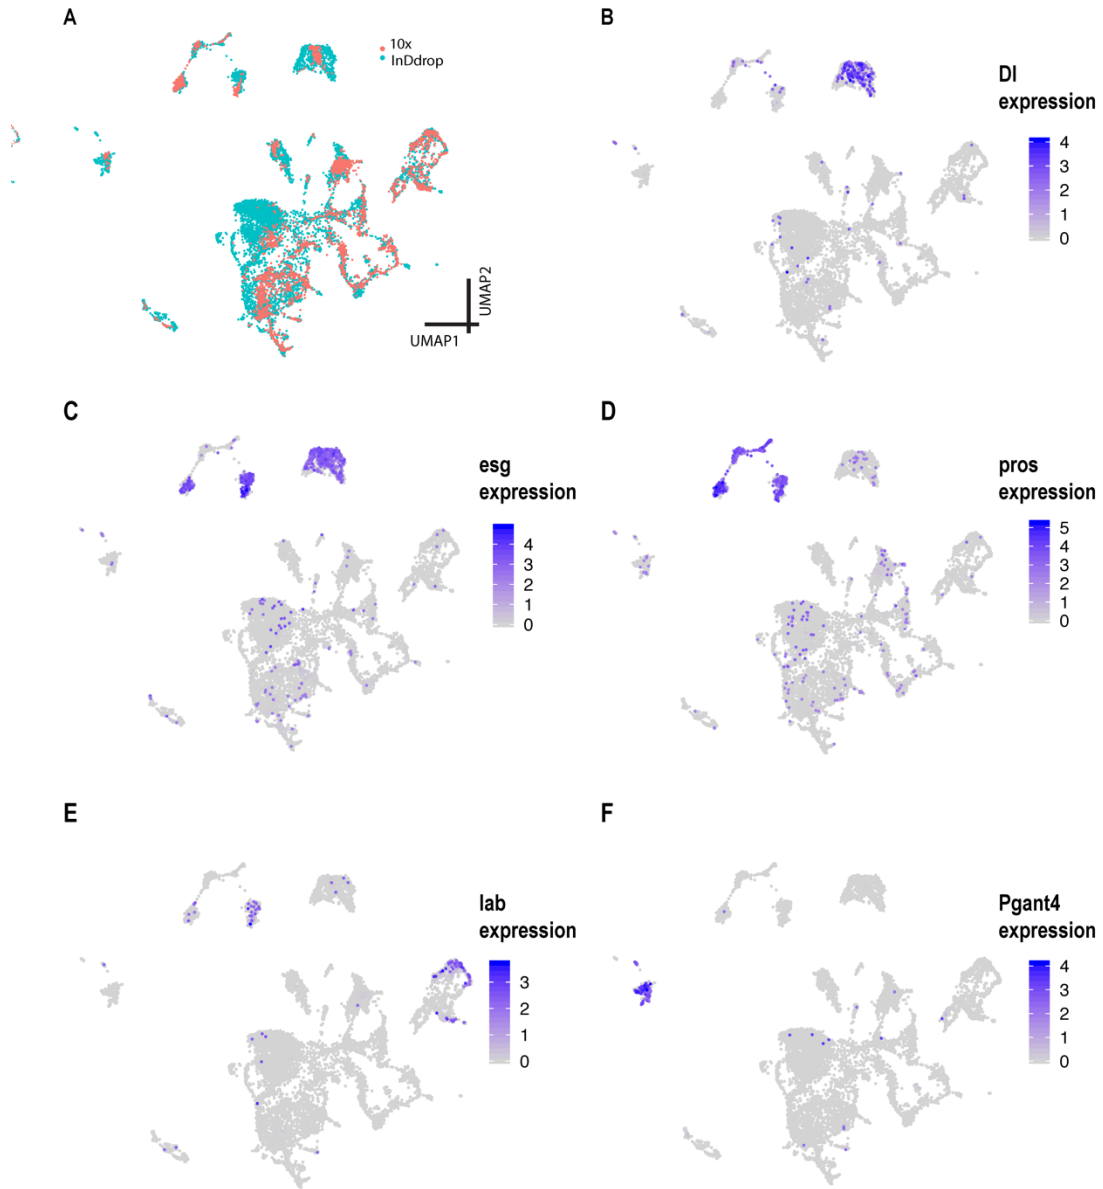 A
10x
InDdrop
UMAP1
UMAP2
B
Dl
expression
4
3
2
1
0
C
esg
expression
4
3
2
1
0
D
pros
expression
5
4
3
2
1
0
E
lab
expression
3
2
1
0
F
Pgant4
expression
4
3
2
1
0